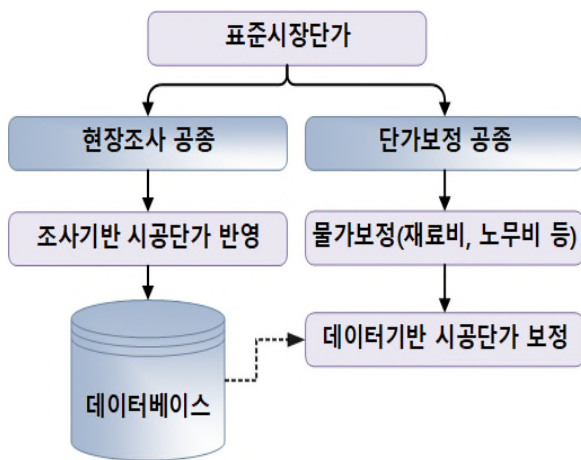 표준시장단가
현장조사 공종
단가보정 공종
조사기반 시공단가 반영
물가보정(재료비, 노무비 등)
데이터기반 시공단가 보정
데이터베이스